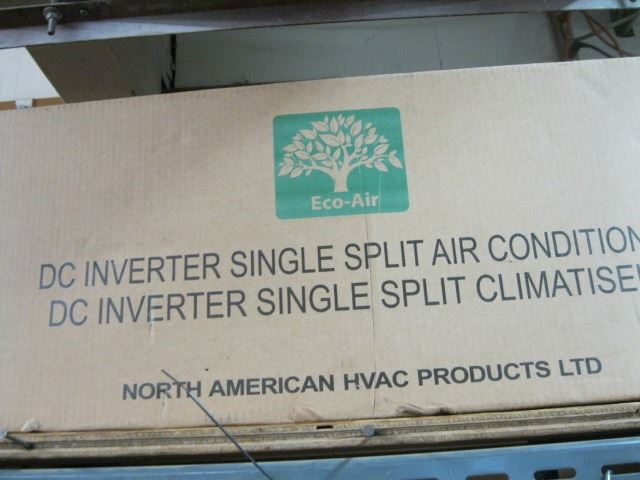 Eco-Air
DC INVERTER SINGLE SPLIT AIR CONDITION
DC INVERTER SINGLE SPLIT CLIMATISE
NORTH AMERICAN HVAC PRODUCTS LTD